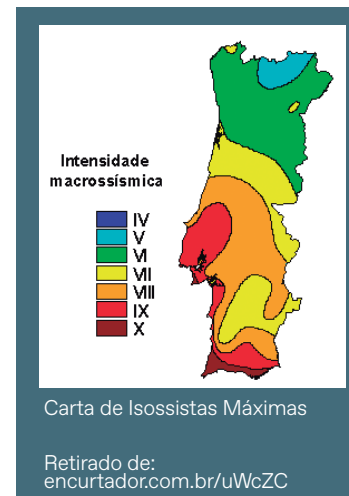 Intensidade
macrossísmica
IV
V
VI
VII
VIII
IX
X
Carta de Isossistas Máximas
Retirado de:
encurtador.com.br/uWcZC